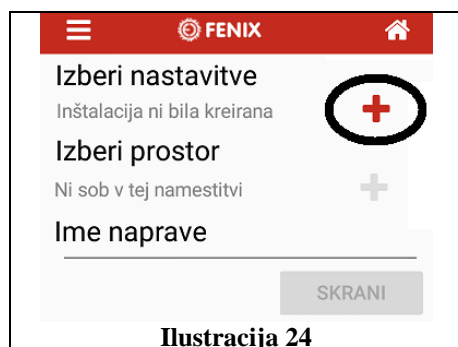 FENIX
Izberi nastavitve
Inštalacija ni bila kreirana
Izberi prostor
Ni sob v tej namestitvi
Ime naprave
SKRANI
Ilustracija 24